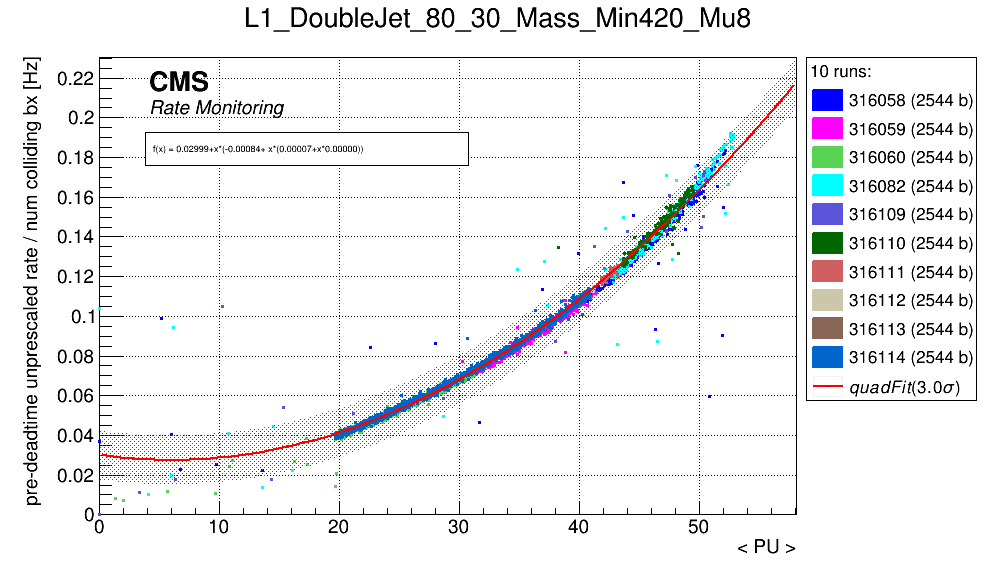 L1_DoubleJet_80_30_Mass_Min420_Mu8
pre-deadtime unprescaled rate / num colliding bx [Hz]
0.22
0.2
0.18
0.16
0.14
0.12
0.1
0.08
0.06
0.04
0.02
0
CMS
Rate Monitoring
f(x) = 0.02999+x*(-0.00084+ x*(0.00007+x*0.00000))
0 10 20 30 40 50
< PU >
10 runs:
316058 (2544 b)
316059 (2544 b)
316060 (2544 b)
316082 (2544 b)
316109 (2544 b)
316110 (2544 b)
316111 (2544 b)
316112 (2544 b)
316113 (2544 b)
316114 (2544 b)
quadFit(3.0σ)